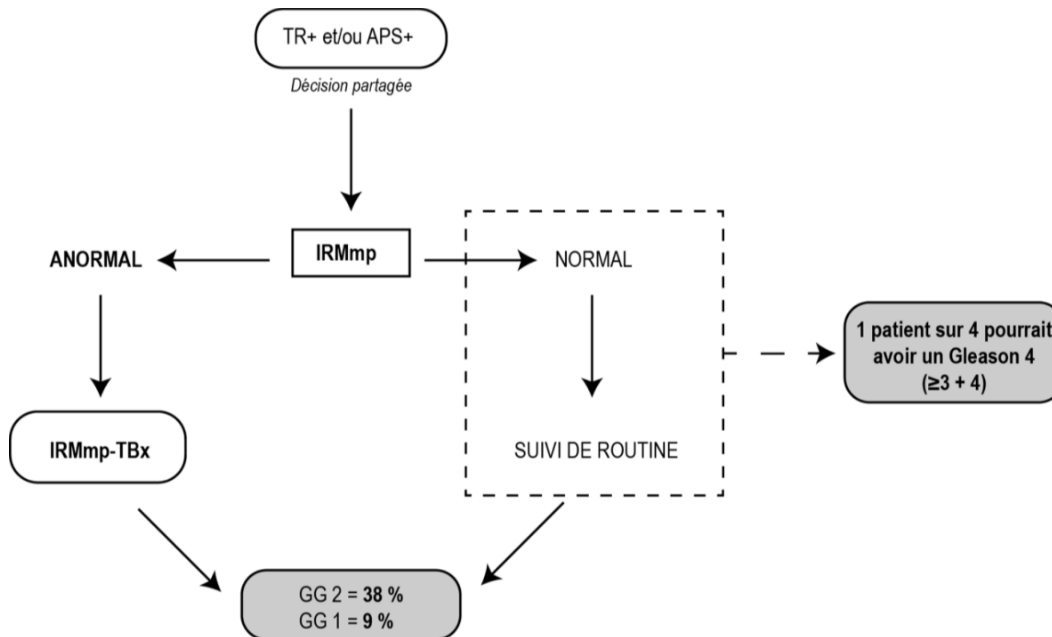 TR+ et/ou APS+
Décision partagée
IRMmp
ANORMAL
NORMAL
1 patient sur 4 pourrait
avoir un Gleason 4
(≥3 + 4)
IRMmp-TBx
SUIVI DE ROUTINE
GG 2 = 38 %
GG 1 = 9 %